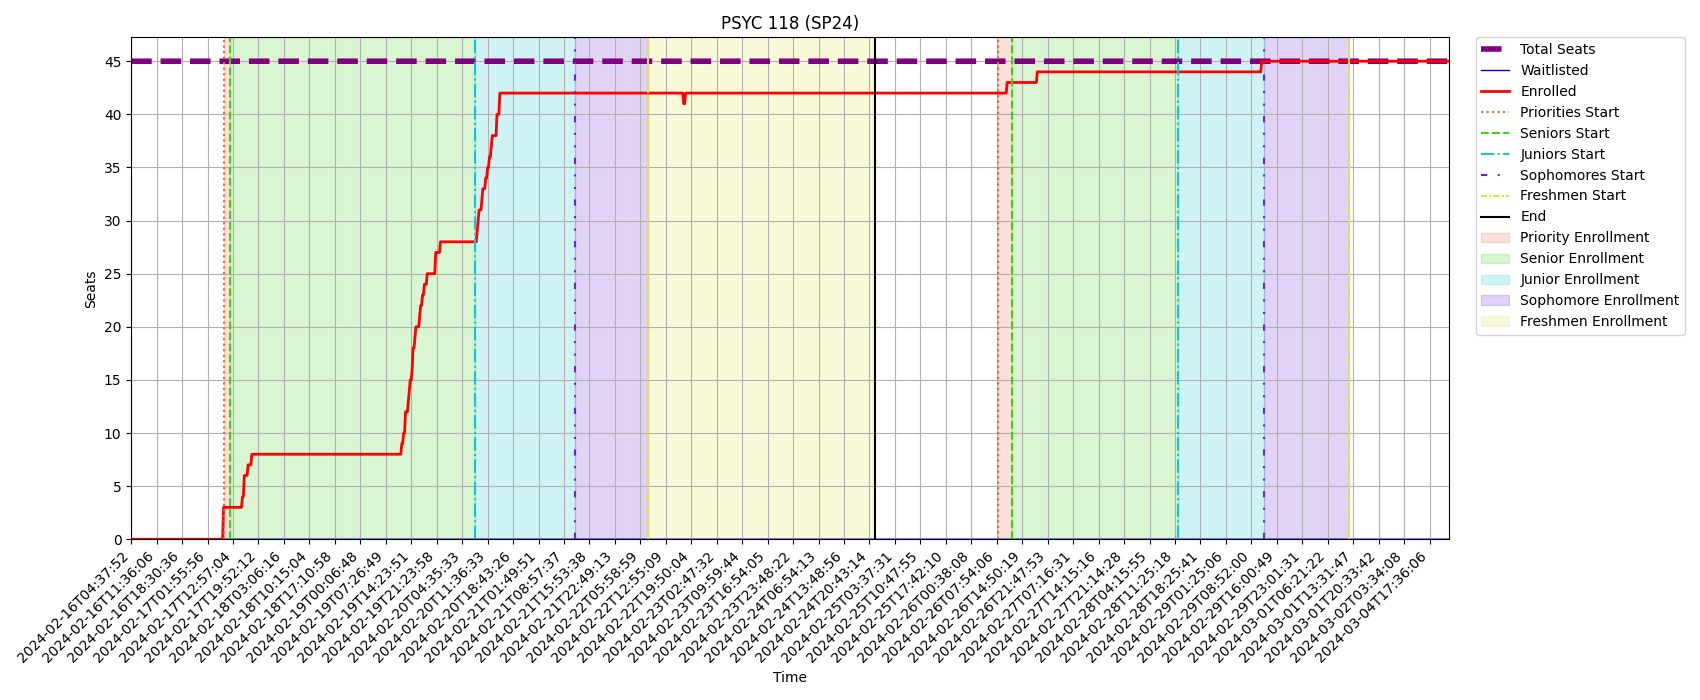 PSYC 118 (SP24)
Total Seats
Waitlisted
Enrolled
Priorities Start
Seniors Start
Juniors Start
Sophomores Start
Freshmen Start
End
Priority Enrollment
Senior Enrollment
Junior Enrollment
Sophomore Enrollment
Freshmen Enrollment
Seats
45
40
35
30
25
20
15
10
5
0
2024-02-16T04:37:52
2024-02-16T11:36:06
2024-02-16T18:30:36
2024-02-17T01:55:56
2024-02-17T12:57:04
2024-02-17T19:52:12
2024-02-18T03:06:16
2024-02-18T10:15:04
2024-02-18T17:10:58
2024-02-19T00:06:48
2024-02-19T07:26:49
2024-02-19T14:23:51
2024-02-19T21:23:58
2024-02-20T04:35:33
2024-02-20T11:36:33
2024-02-20T18:43:26
2024-02-21T01:49:51
2024-02-21T08:57:37
2024-02-21T15:53:38
2024-02-21T22:49:13
2024-02-22T05:58:59
2024-02-22T12:55:09
2024-02-22T19:50:04
2024-02-23T02:47:32
2024-02-23T09:59:44
2024-02-23T16:54:05
2024-02-23T23:48:22
2024-02-24T06:54:13
2024-02-24T13:48:56
2024-02-24T20:43:14
2024-02-25T03:37:31
2024-02-25T10:47:55
2024-02-25T17:42:10
2024-02-26T00:38:08
2024-02-26T07:54:06
2024-02-26T14:50:19
2024-02-26T21:47:53
2024-02-27T07:16:31
2024-02-27T14:15:16
2024-02-27T21:14:28
2024-02-28T04:15:55
2024-02-28T11:25:18
2024-02-28T18:25:41
2024-02-29T01:25:06
2024-02-29T08:52:00
2024-02-29T16:00:49
2024-02-29T23:01:31
2024-03-01T06:21:22
2024-03-01T13:31:47
2024-03-01T20:33:42
2024-03-02T03:34:08
2024-03-04T17:36:06
Time